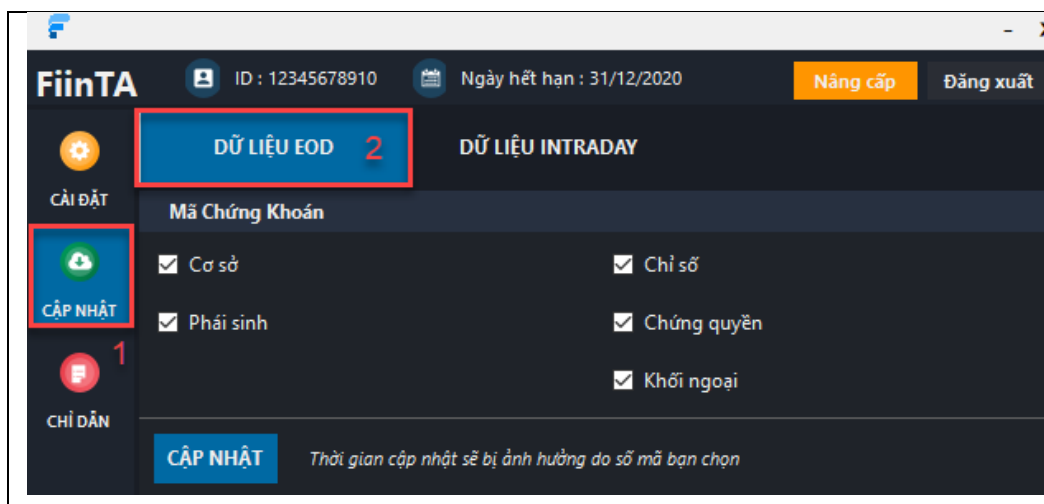 FiinTA
ID : 12345678910
Ngày hết hạn : 31/12/2020
Nâng cấp
Đăng xuất
DỮ LIỆU EOD 2
DỮ LIỆU INTRADAY
CÀI ĐẶT
Mã Chứng Khoán
Cơ sở
Chỉ số
CẬP NHẬT
Phái sinh
Chứng quyền
1
Khối ngoại
CHỈ DẪN
CẬP NHẬT
Thời gian cập nhật sẽ bị ảnh hưởng do số mã bạn chọn